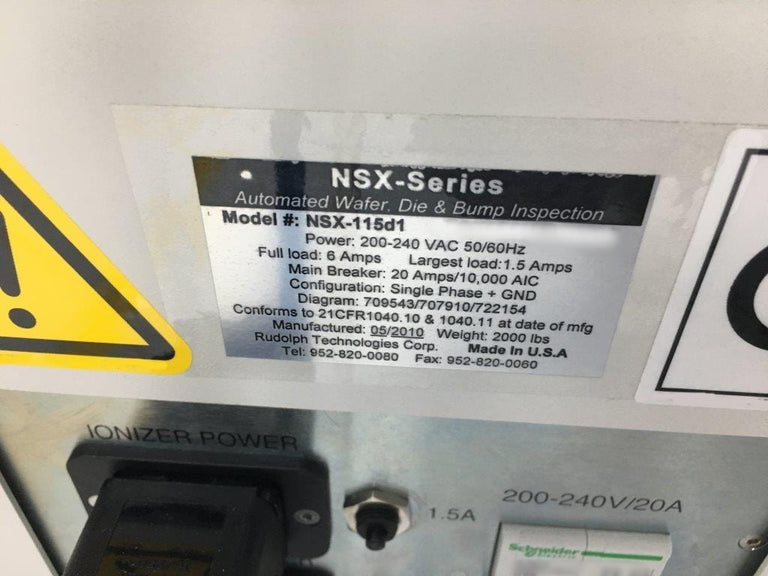 NSX-Series
Automated Wafer, Die & Bump Inspection
Model #: NSX-115d1
Power: 200-240 VAC 50/60Hz
Full load: 6 Amps Largest load: 1.5 Amps
Main Breaker: 20 Amps/10,000 AIC
Configuration: Single Phase + GND
Diagram: 709543/707910/722154
Conforms to 21CFR1040.10 & 1040.11 at date of mfg
Manufactured: 05/2010 Weight: 2000 lbs
Rudolph Technologies Corp. Made In U.S.A
Tel: 952-820-0080 Fax: 952-820-0060
IONIZER POWER
1.5A
200-240V/20A
Schneider
Electric